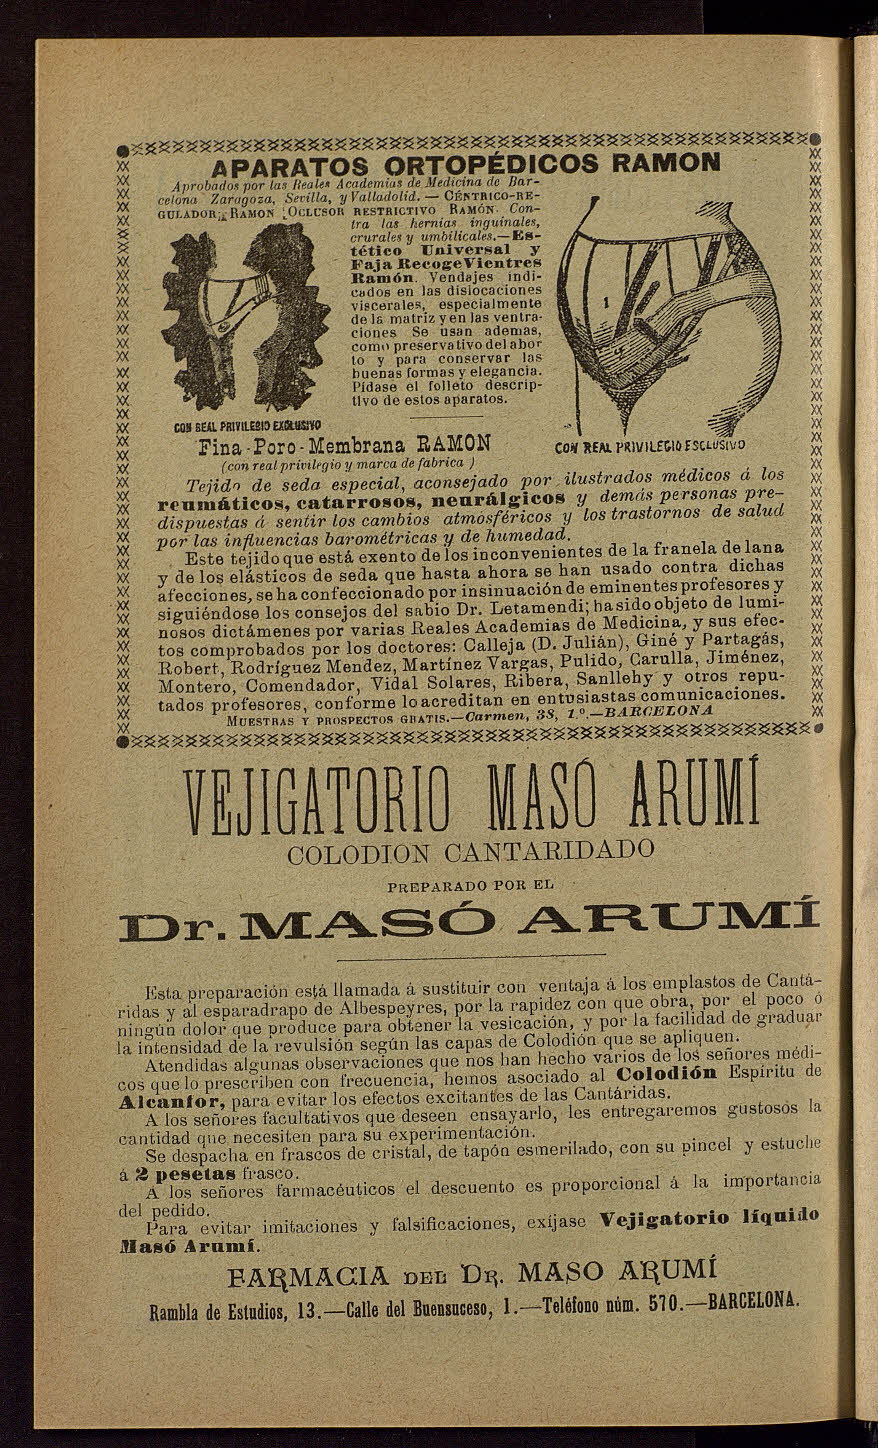 APARATOS ORTOPÉDICOS RAMON
Aprobados por las Reales Academias de Medicina de Bar-
celona Zaragoza, Sevilla, y Valladolid. — CÉNTRICO-RE-
GULADOR; RAMON OCLUSOR RESTRICTIVO RAMÓN. Con-
tra las hernias inguinales,
crurales y umbilicales.—Es-
tético Universal y
Faja Recoge Vientres
Ramón. Vendajes indi-
cados en las dislocaciones
viscerales, especialmente
de la matriz y en las ventra-
ciones Se usan ademas,
como preservativo del abor
to y para conservar las
buenas formas y elegancia.
Pídase el folleto descrip-
tivo de estos aparatos.
1
CON REAL PRIVILEGIO EXCLUSIVO
CON REAL PRIVILEGIO ESCLUSIVO
Fina-Poro-Membrana RAMON
(con real privilegio y marca de fabrica )
Tejido de seda especial, aconsejado por ilustrados médicos á los
reumáticos, catarrosos, neurálgicos y demás personas pre-
dispuestas á sentir los cambios atmosféricos y los trastornos de salud
por las influencias barométricas y de humedad.
Este tejido que está exento de los inconvenientes de la franela de lana
y de los elásticos de seda que hasta ahora se han usado contra dichas
afecciones, se ha confeccionado por insinuación de eminentes profesores y
siguiéndose los consejos del sabio Dr. Letamendi; ha sido objeto de lumi-
nosos dictámenes por varias Reales Academias de Medicina, y sus efec-
tos comprobados por los doctores: Calleja (D. Julián), Giné y Partagás,
Robert, Rodríguez Mendez, Martínez Vargas, Pulido, Carulla, Jiménez,
Montero, Comendador, Vidal Solares, Ribera, Sanllehy y otros repu-
tados profesores, conforme lo acreditan en entusiastas comunicaciones.
MUESTRAS Y PROSPECTOS GRATIS.—Carmen, 38, 1.º.—BARCELONA
VEJIGATORIO MASÓ ARUMÍ
COLODION CANTARIDADO
PREPARADO POR EL
Dr. MASÓ ARUMÍ
Esta preparación está llamada á sustituir con ventaja á los emplastos de Cantá-
ridas y al esparadrapo de Albespeyres, por la rapidez con que obra, por el poco ó
ningún dolor que produce para obtener la vesicación, y por la facilidad de graduar
la intensidad de la revulsión según las capas de Colodión que se apliquen.
Atendidas algunas observaciones que nos han hecho varios de los señores médi-
cos que lo prescriben con frecuencia, hemos asociado al Colodión Espíritu de
Alcanfor, para evitar los efectos excitantes de las Cantáridas.
A los señores facultativos que deseen ensayarlo, les entregaremos gustosos la
cantidad que necesiten para su experimentación.
Se despacha en frascos de cristal, de tapón esmerilado, con su pincel y estuche
á 2 pesetas frasco.
A los señores farmacéuticos el descuento es proporcional á la importancia
del pedido.
Para evitar imitaciones y falsificaciones, exíjase Vejigatorio líquido
Masó Arumí.
FARMACIA DEL DR. MASO ARUMÍ
Rambla de Estudios, 13.—Calle del Buensuceso, 1.—Teléfono núm. 570.—BARCELONA.